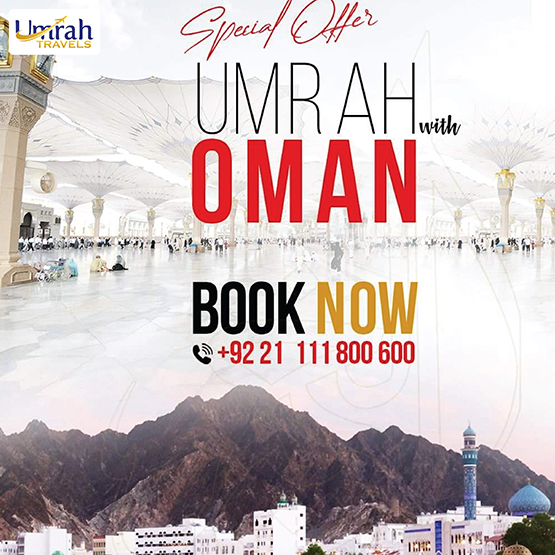 Umrah
TRAVELS
Special Offer
UMRAH with
OMAN
BOOK NOW
+92 21 111 800 600